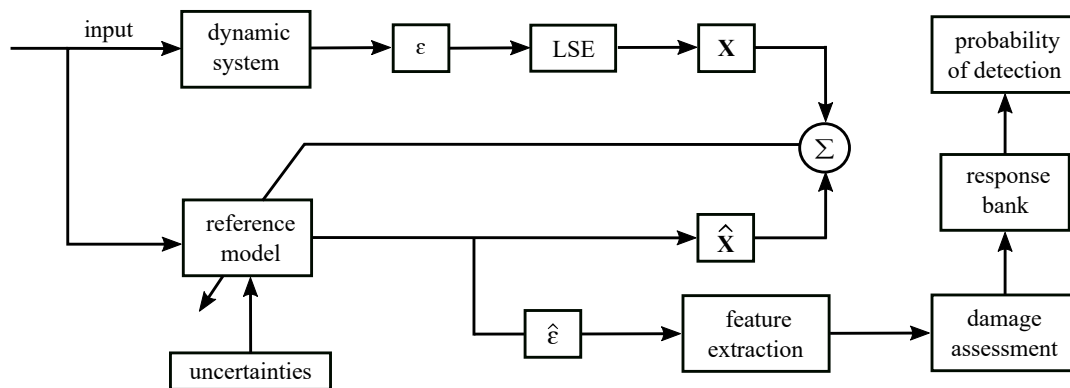 input
dynamic
system
ε
LSE
X
probability
of detection
Σ
response
bank
reference
model
X̂
ε̂
feature
extraction
damage
assessment
uncertainties